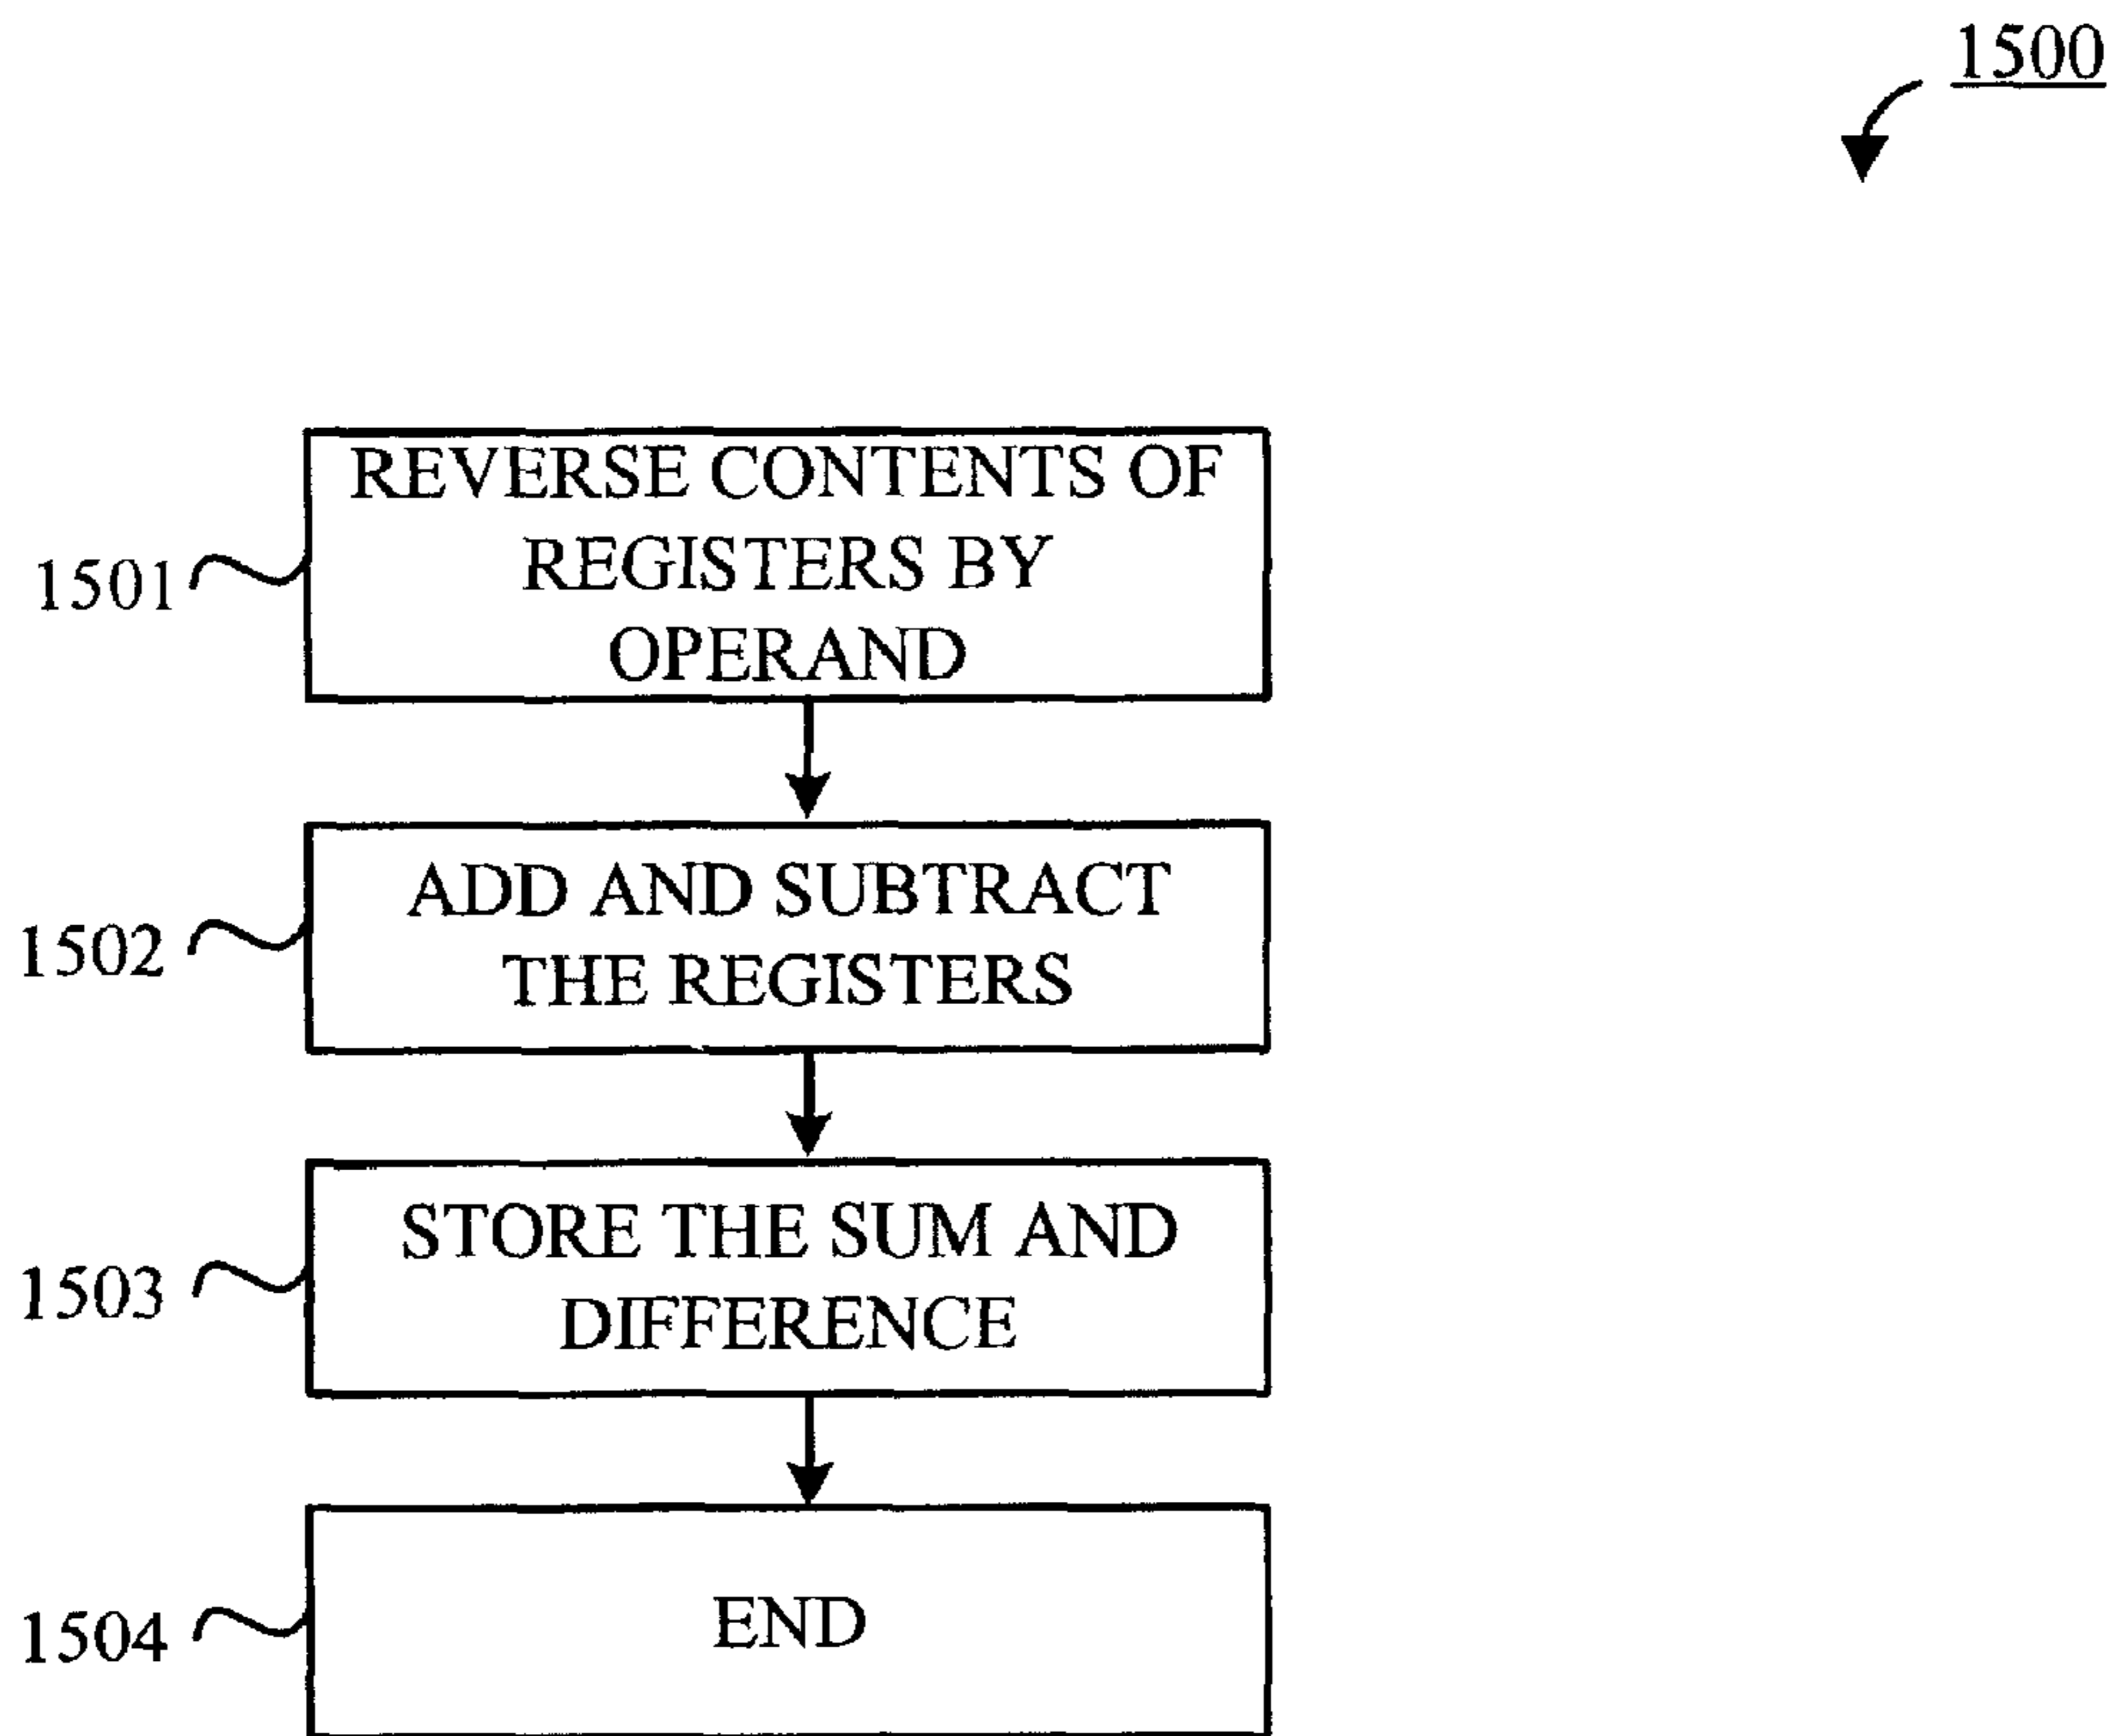 1500
REVERSE CONTENTS OF
REGISTERS BY
OPERAND
1501
ADD AND SUBTRACT
THE REGISTERS
1502
STORE THE SUM AND
DIFFERENCE
1503
END
1504